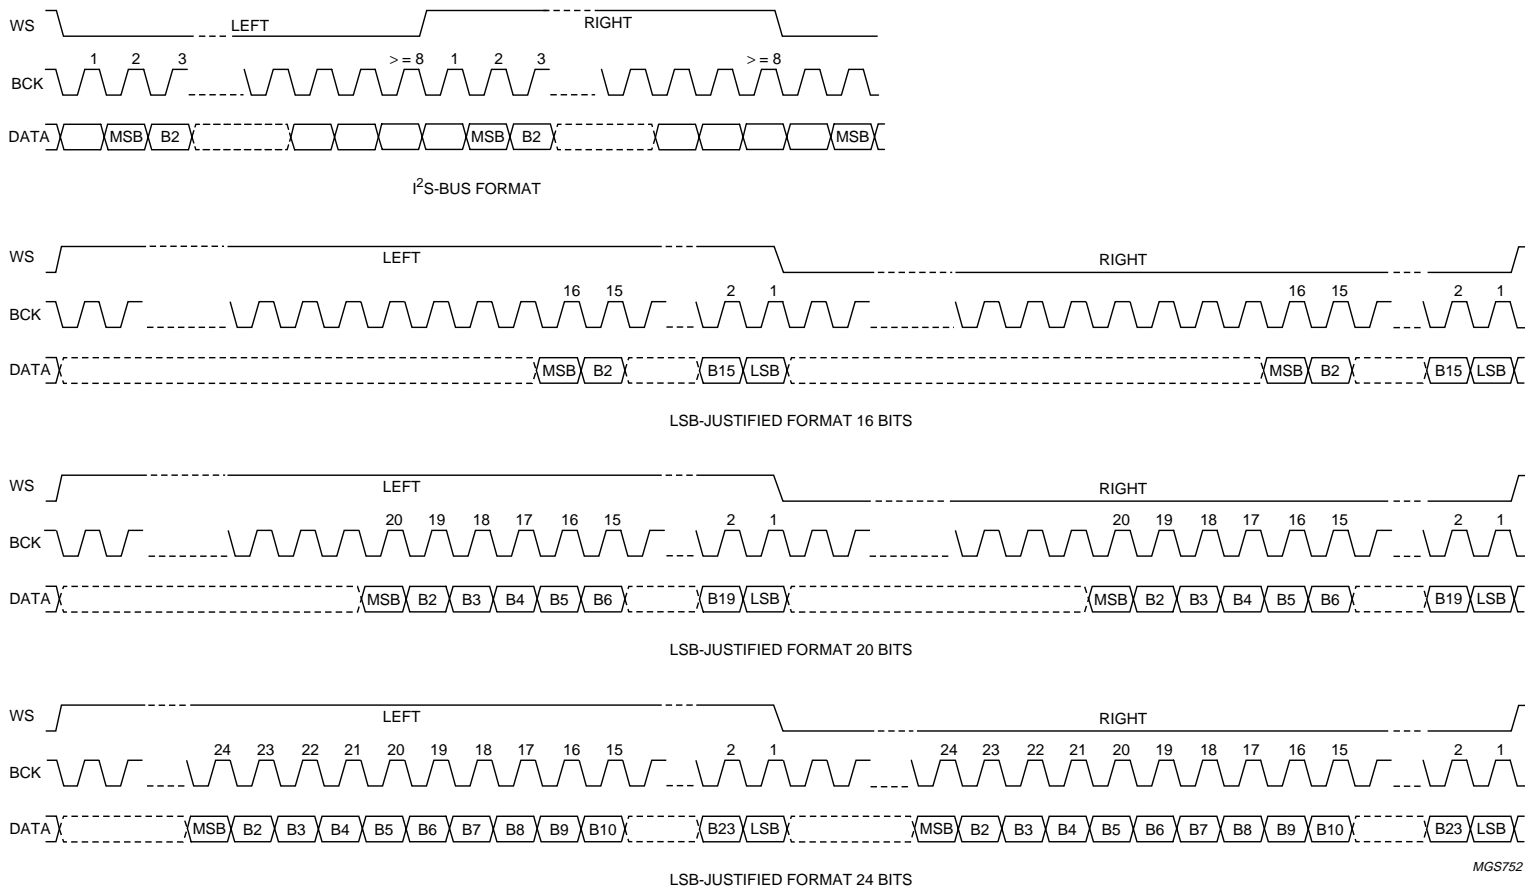 WS LEFT RIGHT
1 2 3 > = 8 1 2 3 > = 8
BCK
DATA MSB B2 MSB B2 MSB
I²S-BUS FORMAT
WS LEFT RIGHT
16 15 2 1 16 15 2 1
BCK
DATA MSB B2 B15 LSB MSB B2 B15 LSB
LSB-JUSTIFIED FORMAT 16 BITS
WS LEFT RIGHT
20 19 18 17 16 15 2 1 20 19 18 17 16 15 2 1
BCK
DATA MSB B2 B3 B4 B5 B6 B19 LSB MSB B2 B3 B4 B5 B6 B19 LSB
LSB-JUSTIFIED FORMAT 20 BITS
WS LEFT RIGHT
24 23 22 21 20 19 18 17 16 15 2 1 24 23 22 21 20 19 18 17 16 15 2 1
BCK
DATA MSB B2 B3 B4 B5 B6 B7 B8 B9 B10 B23 LSB MSB B2 B3 B4 B5 B6 B7 B8 B9 B10 B23 LSB
MGS752
LSB-JUSTIFIED FORMAT 24 BITS